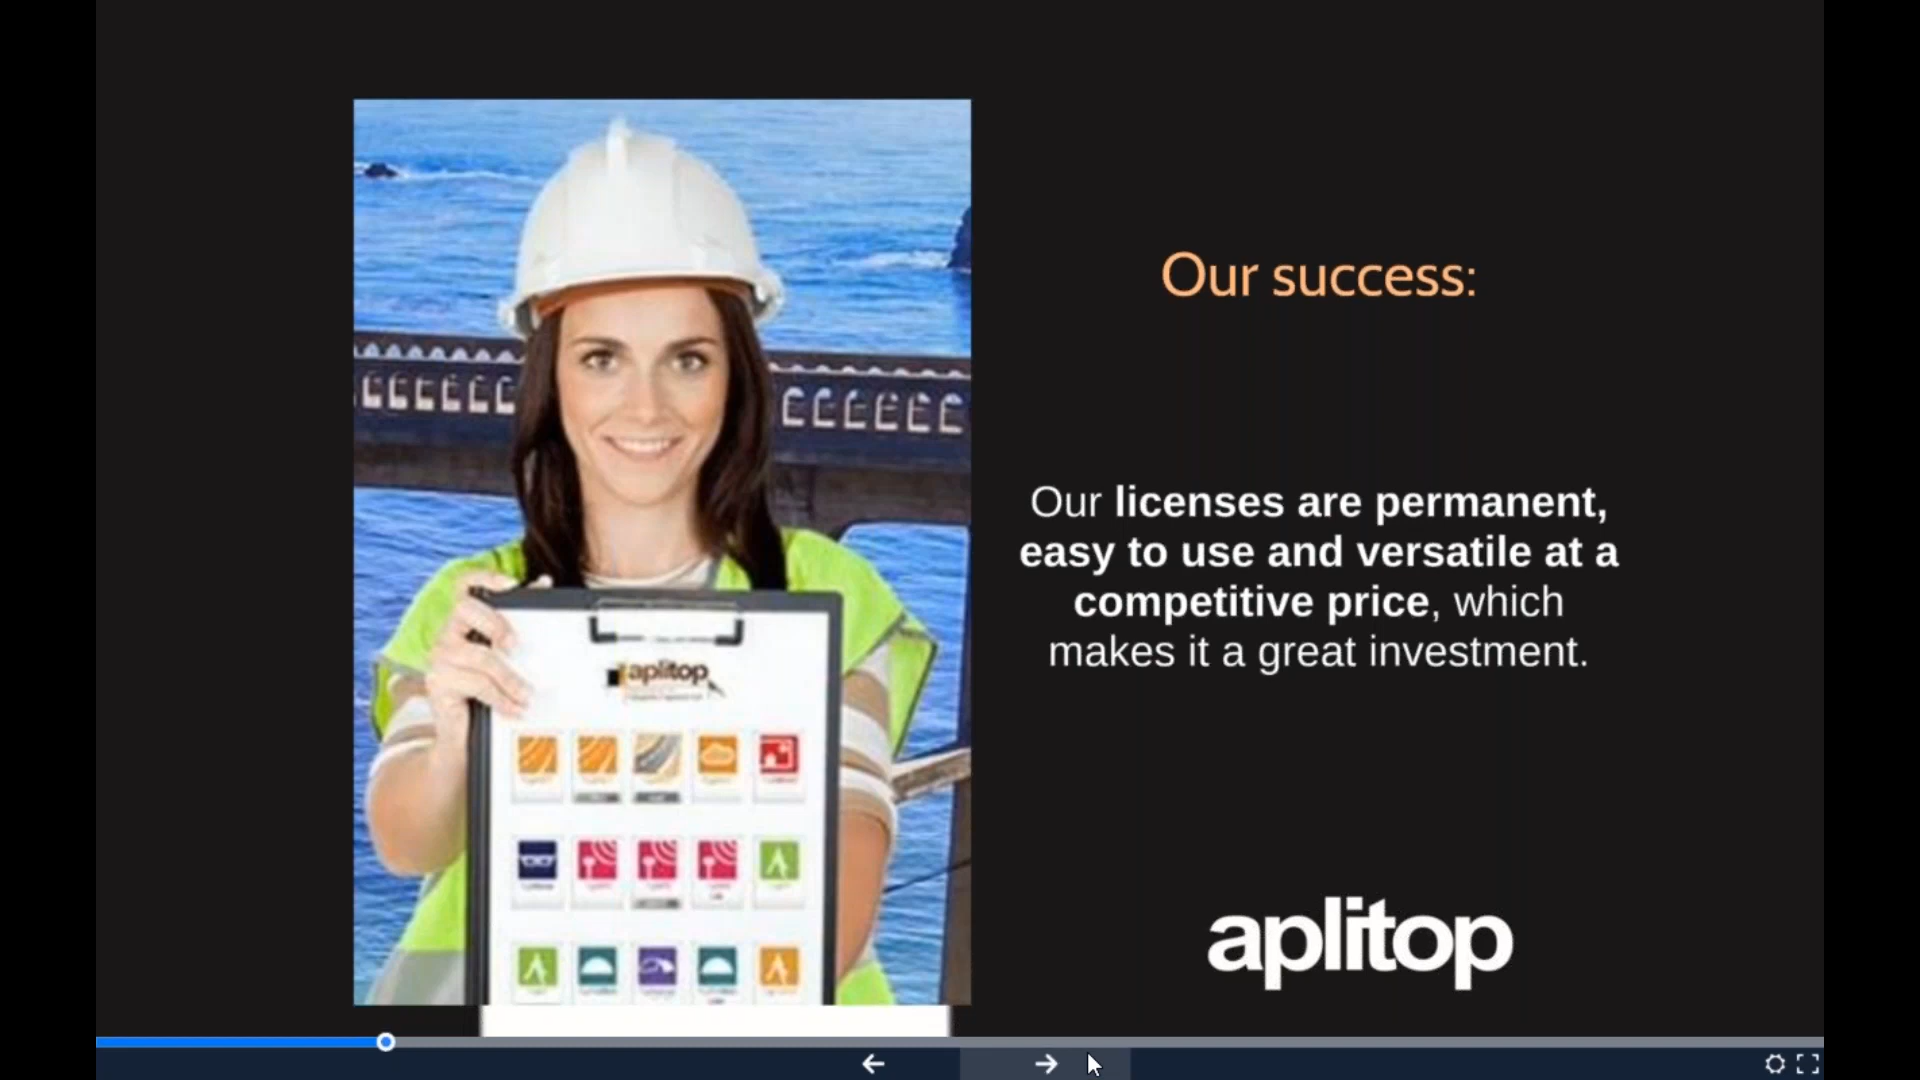 Our success:
Our licenses are permanent,
easy to use and versatile at a
competitive price, which
makes it a great investment.
aplitop
aplitop